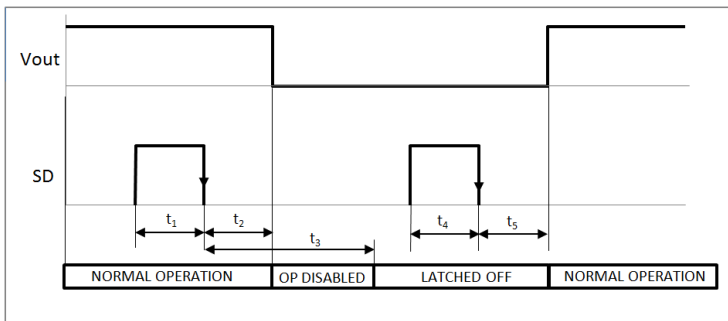 Vout
SD
t1
t2
t3
t4
t5
NORMAL OPERATION
OP DISABLED
LATCHED OFF
NORMAL OPERATION